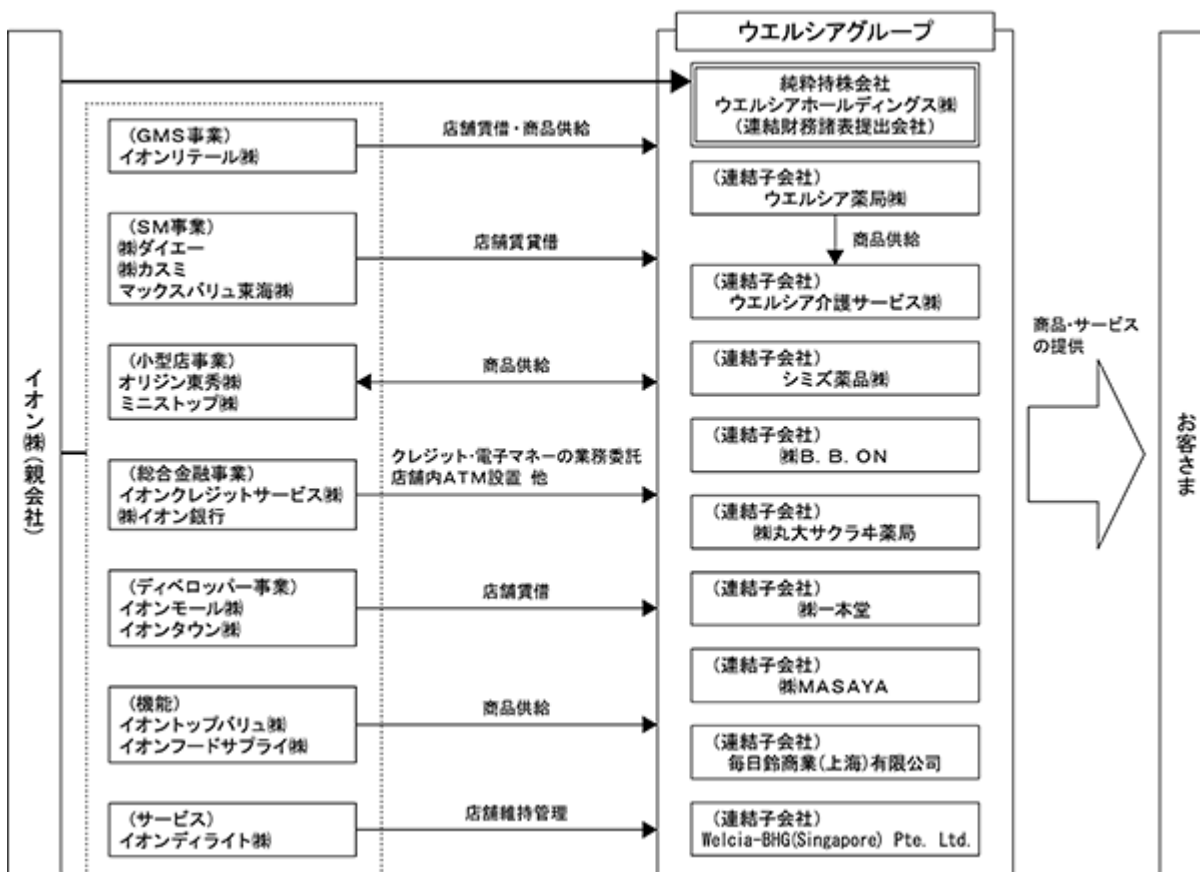 イオン㈱(親会社)
(GMS事業)
イオンリテール㈱
(SM事業)
㈱ダイエー
㈱カスミ
マックスバリュ東海㈱
(小型店事業)
オリジン東秀㈱
ミニストップ㈱
(総合金融事業)
イオンクレジットサービス㈱
㈱イオン銀行
(ディベロッパー事業)
イオンモール㈱
イオンタウン㈱
(機能)
イオントップバリュ㈱
イオンフードサプライ㈱
(サービス)
イオンディライト㈱
店舗賃借・商品供給
店舗賃貸借
商品供給
クレジット・電子マネーの業務委託
店舗内ATM設置 他
店舗賃借
商品供給
店舗維持管理
ウエルシアグループ
純粋持株会社
ウエルシアホールディングス㈱
(連結財務諸表提出会社)
(連結子会社)
ウエルシア薬局㈱
商品供給
(連結子会社)
ウエルシア介護サービス㈱
(連結子会社)
シミズ薬品㈱
(連結子会社)
㈱B. B. ON
(連結子会社)
㈱丸大サクラヰ薬局
(連結子会社)
㈱一本堂
(連結子会社)
㈱MASAYA
(連結子会社)
毎日鈴商業(上海)有限公司
(連結子会社)
Welcia-BHG(Singapore) Pte. Ltd.
商品・サービス
の提供
お客さま